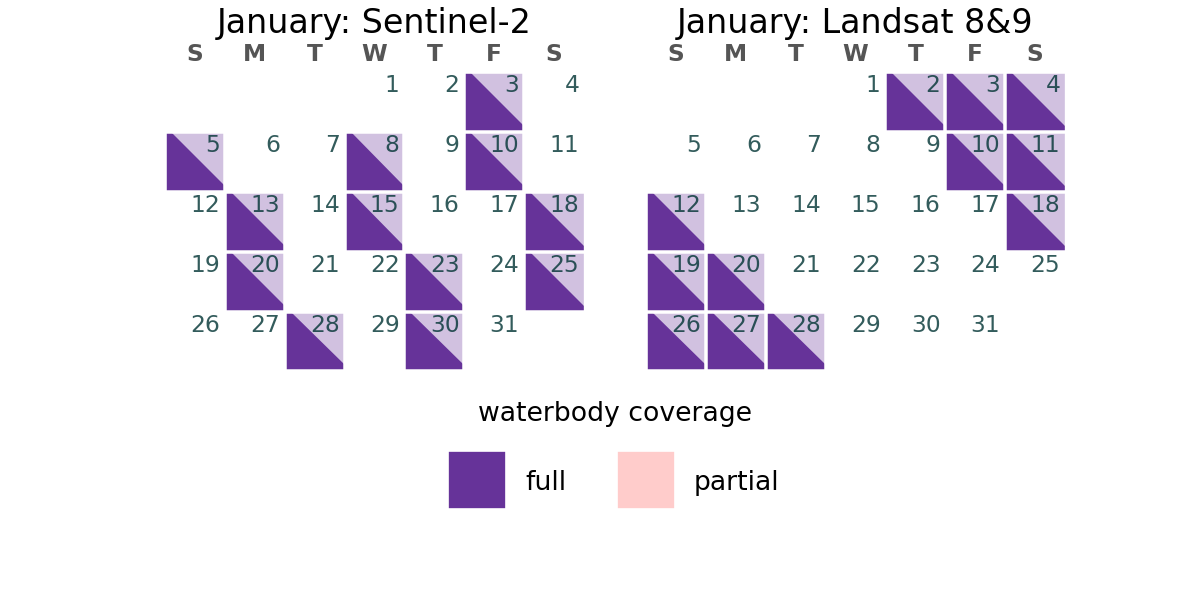 January: Sentinel-2
S M T W T F S
1 2 3 4
5 6 7 8 9 10 11
12 13 14 15 16 17 18
19 20 21 22 23 24 25
26 27 28 29 30 31
January: Landsat 8&9
S M T W T F S
1 2 3 4
5 6 7 8 9 10 11
12 13 14 15 16 17 18
19 20 21 22 23 24 25
26 27 28 29 30 31
waterbody coverage
full
partial